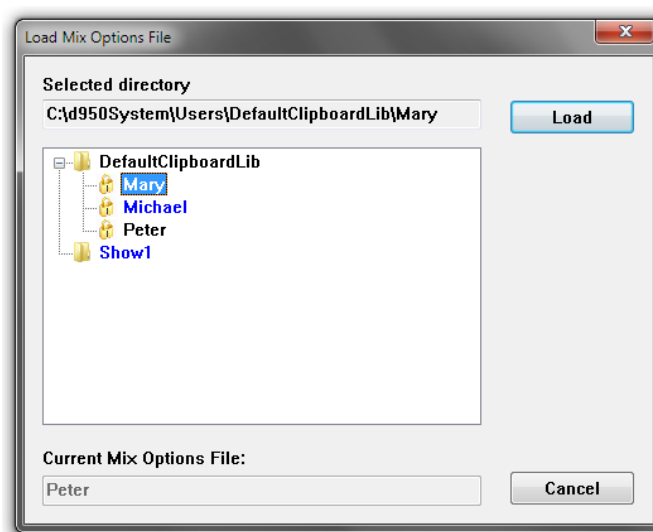 Load Mix Options File
Selected directory
C:\d950System\Users\DefaultClipboardLib\Mary
Load
DefaultClipboardLib
Mary
Michael
Peter
Show1
Current Mix Options File:
Peter
Cancel